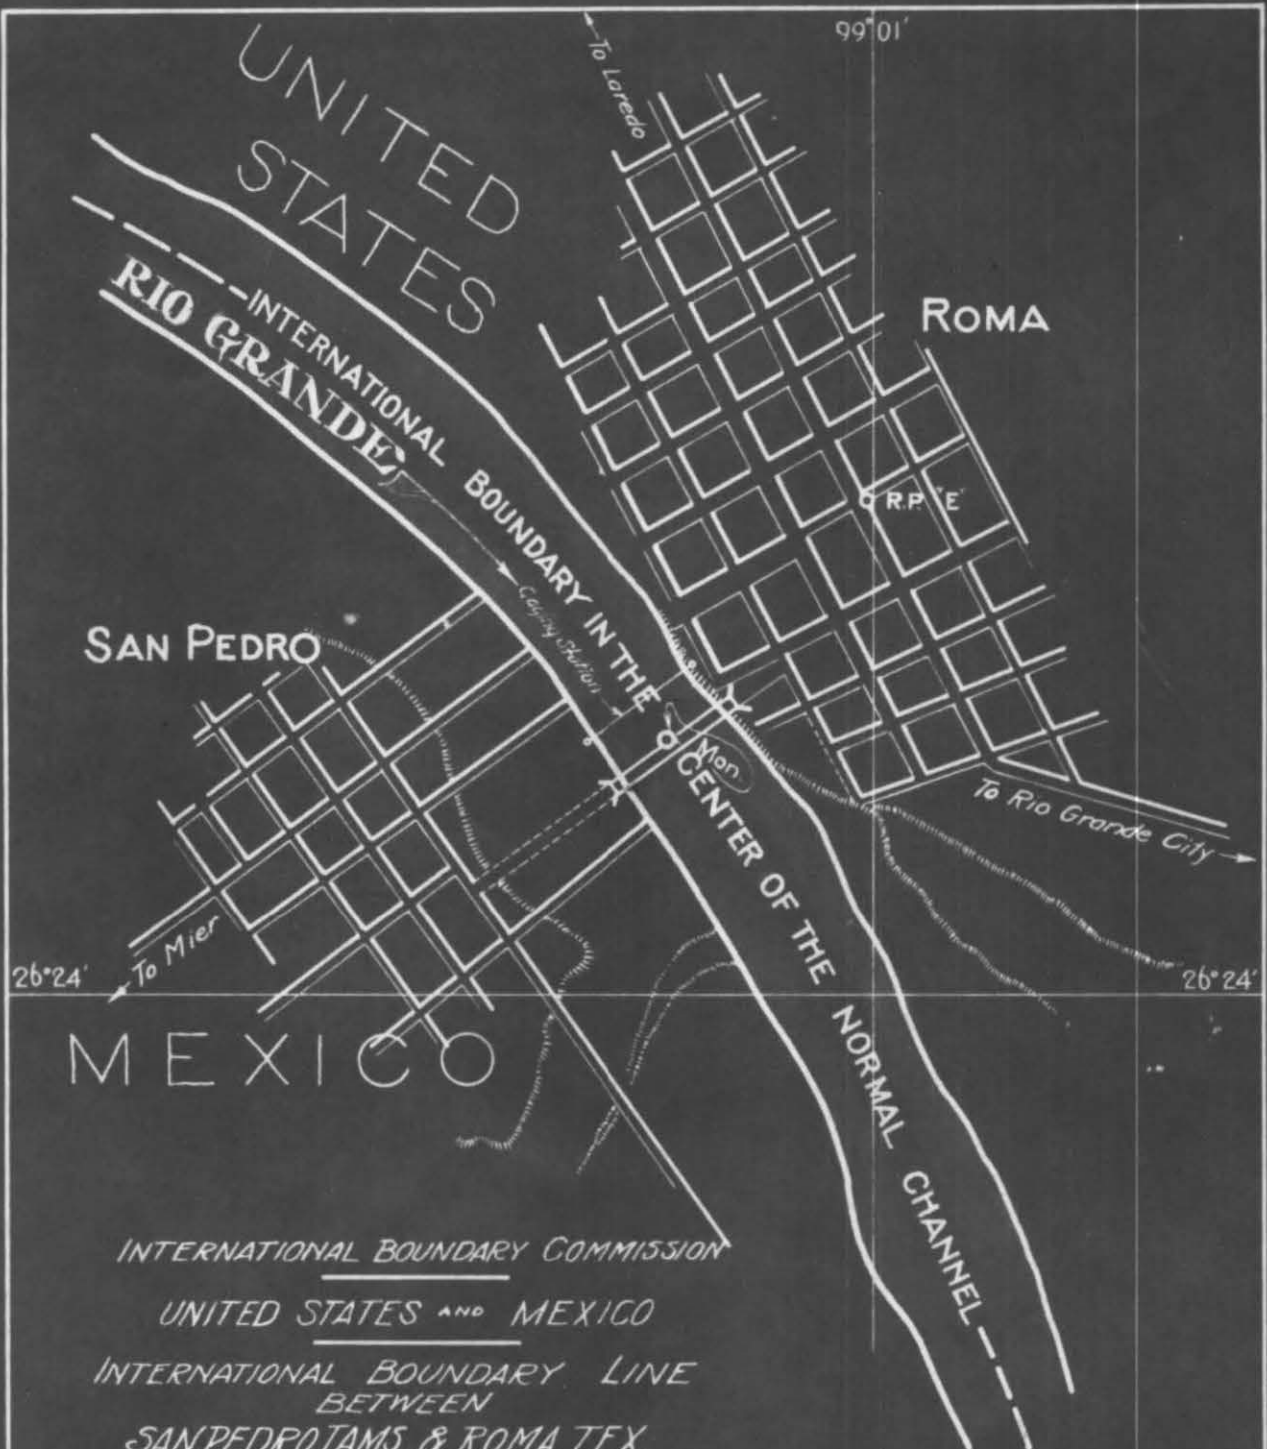 99°01'
To Laredo
UNITED
STATES
ROMA
RIO GRANDE
INTERNATIONAL BOUNDARY IN THE CENTER OF THE NORMAL CHANNEL
R.P. "E"
Station
SAN PEDRO
Mon.
To Rio Grande City
To Mier
26°24'
26°24'
MEXICO
INTERNATIONAL BOUNDARY COMMISSION
UNITED STATES AND MEXICO
INTERNATIONAL BOUNDARY LINE
BETWEEN
SAN PEDRO TAMS & ROMA TEX